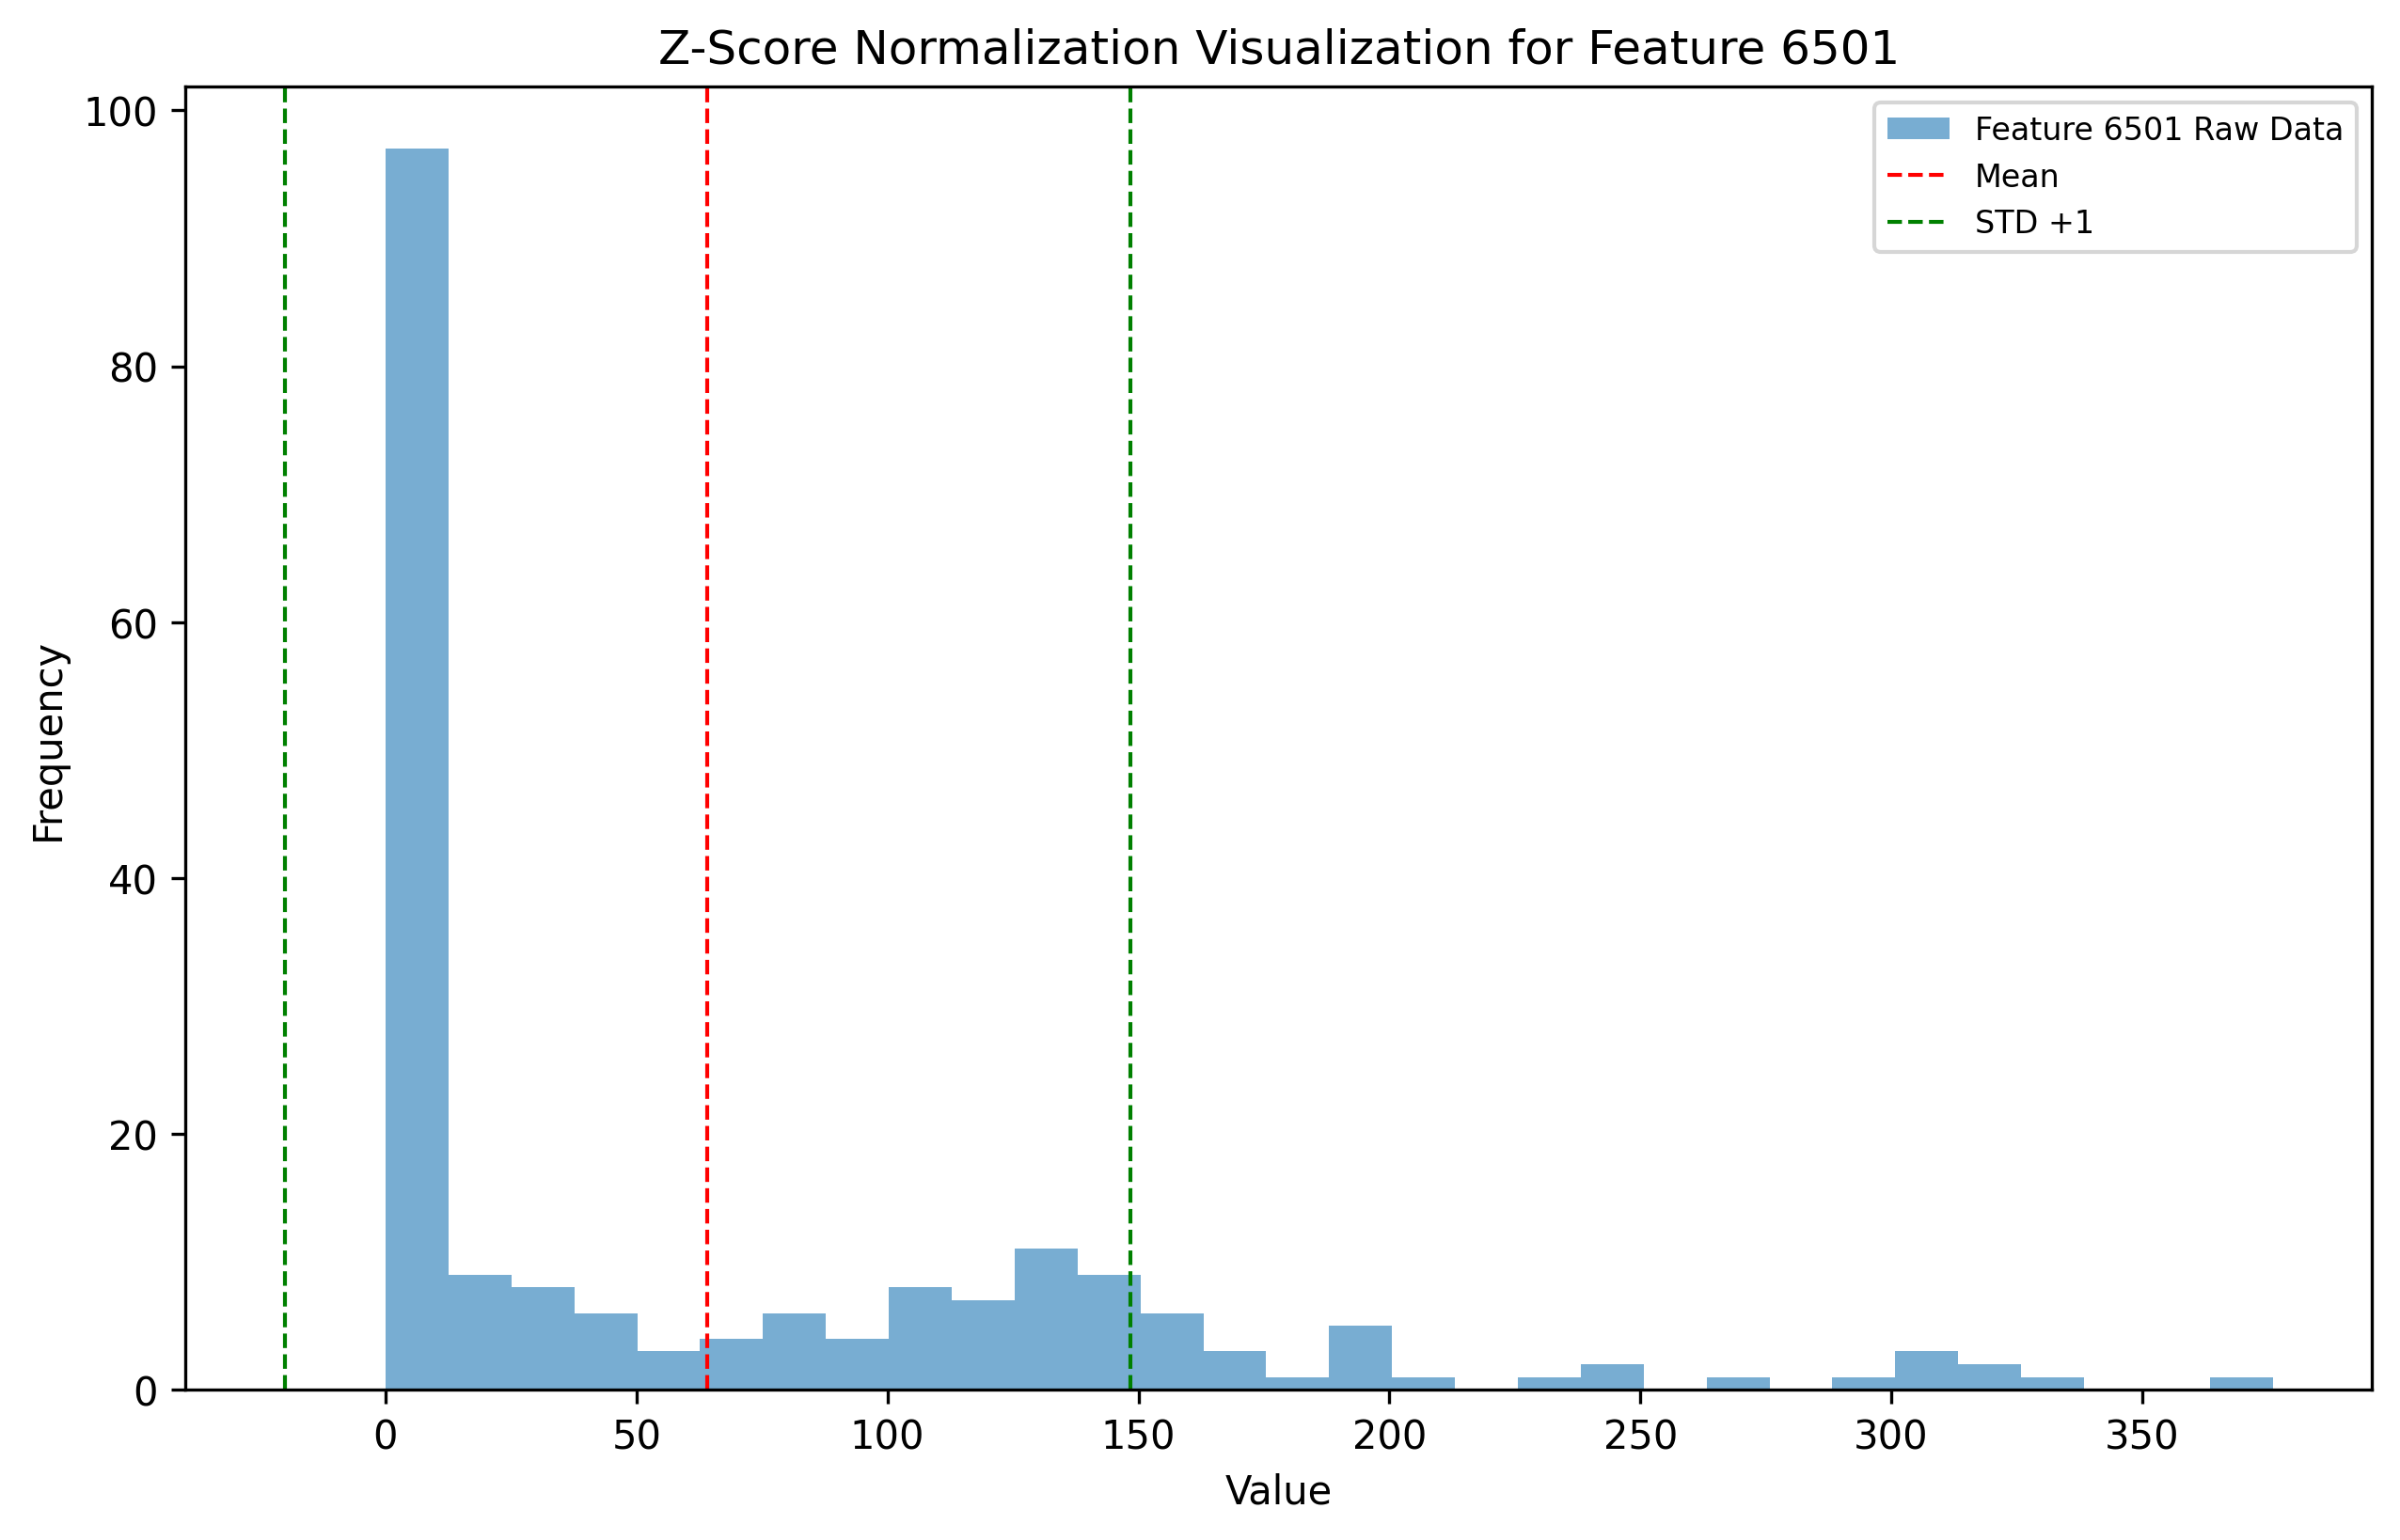 Z-Score Normalization Visualization for Feature 6501
Feature 6501 Raw Data
Mean
STD +1
100
80
60
40
20
0
Frequency
0 50 100 150 200 250 300 350
Value